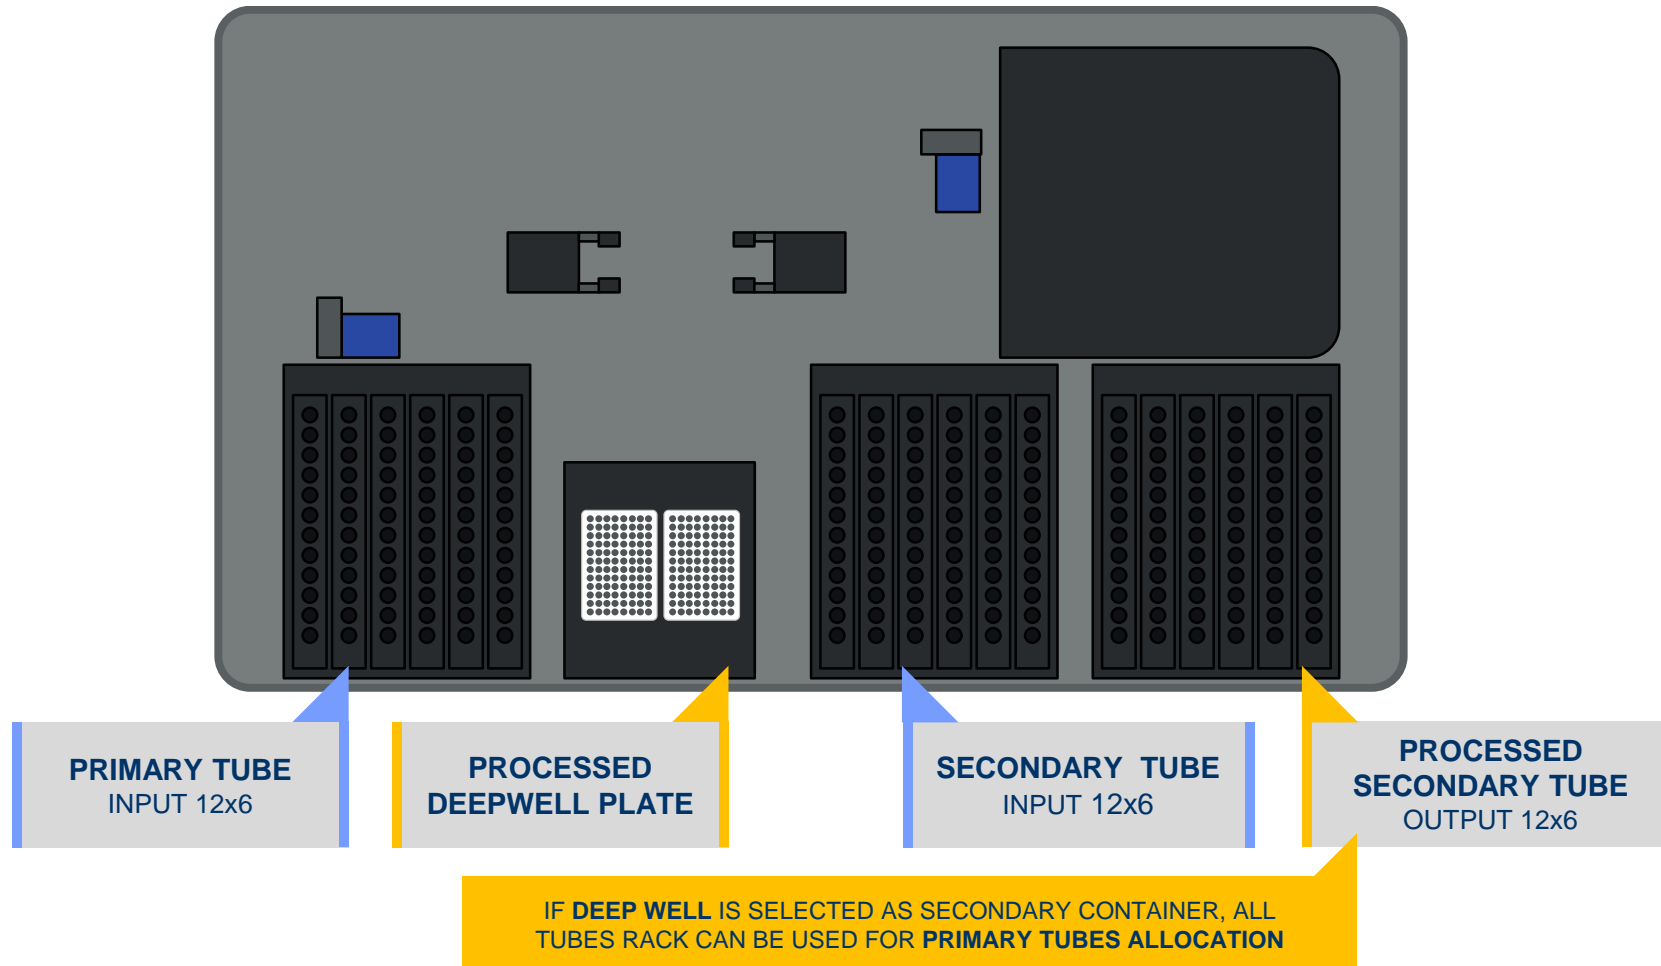 PRIMARY TUBE
INPUT 12x6
PROCESSED
DEEPWELL PLATE
SECONDARY TUBE
INPUT 12x6
PROCESSED
SECONDARY TUBE
OUTPUT 12x6
IF DEEP WELL IS SELECTED AS SECONDARY CONTAINER, ALL
TUBES RACK CAN BE USED FOR PRIMARY TUBES ALLOCATION